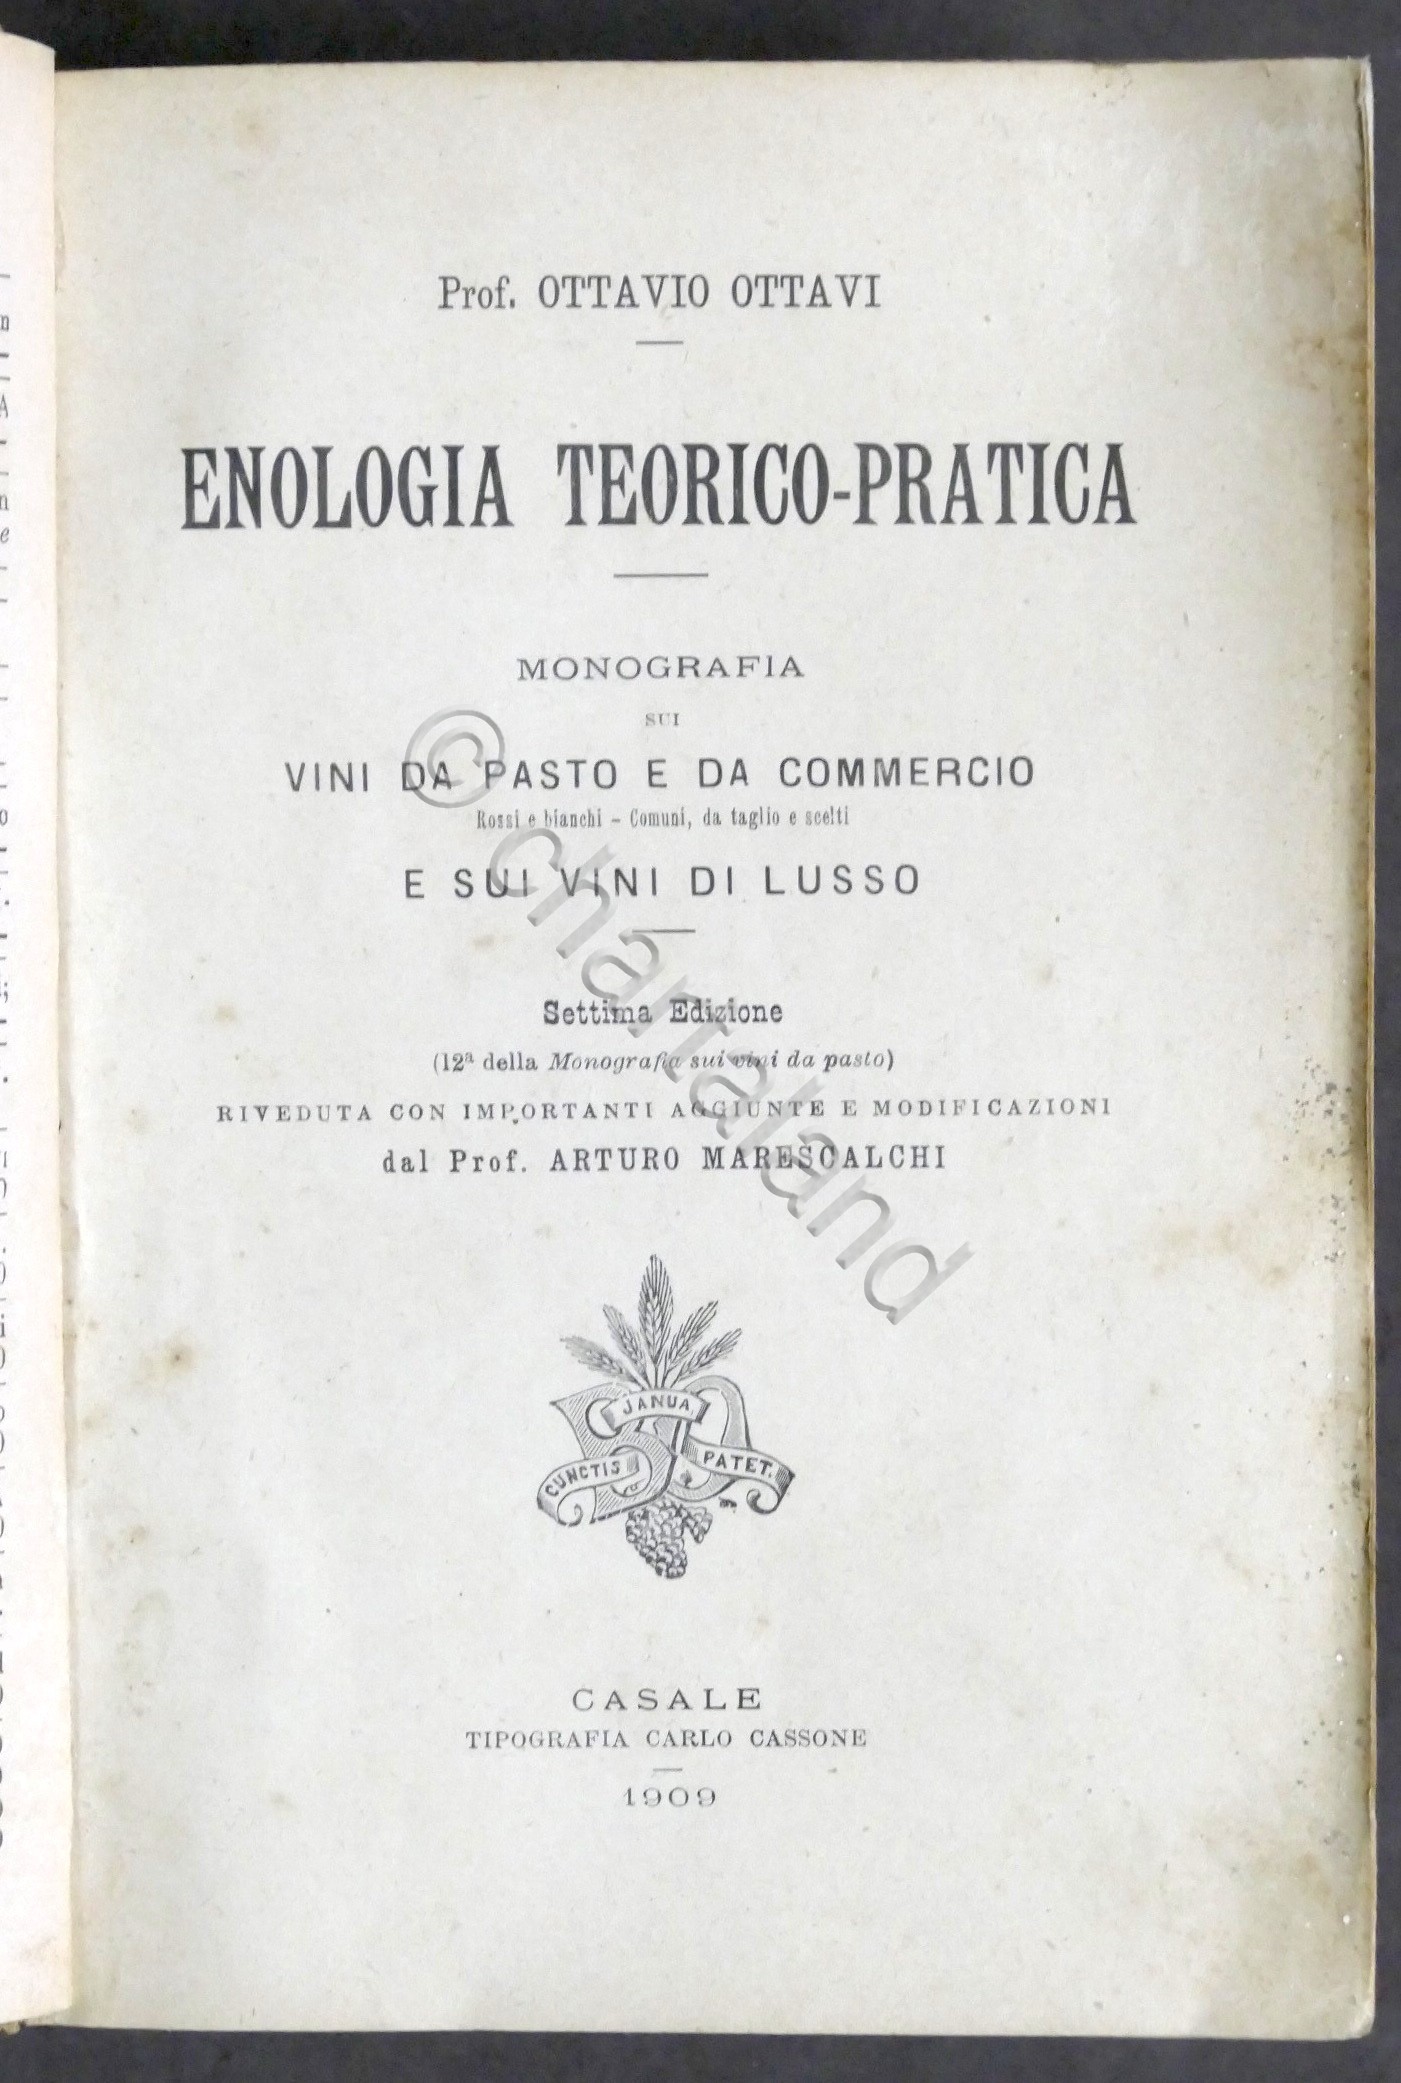 Prof. OTTAVIO OTTAVI
ENOLOGIA TEORICO-PRATICA
MONOGRAFIA
SUI
VINI DA PASTO E DA COMMERCIO
Rossi e bianchi - Comuni, da taglio e scelti
E SUI VINI DI LUSSO
Settima Edizione
(12ª della Monografia sui vini da pasto)
RIVEDUTA CON IMPORTANTI AGGIUNTE E MODIFICAZIONI
dal Prof. ARTURO MARESCALCHI
JANUA
CUNCTIS
PATET.
CASALE
TIPOGRAFIA CARLO CASSONE
1909
© chartaland